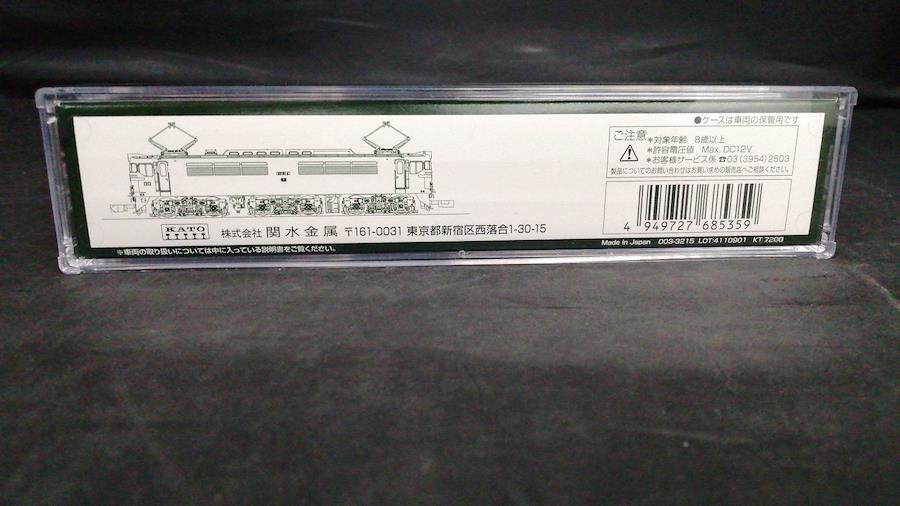 ●ケースは車両の保管用です
ご注意
＊対象年齢 8歳以上
＊許容電圧値 Max. DC12V
＊お客様サービス係 ☎03(3954)2503
製品についてのお問い合わせはお買い求めの販売店へご相談ください。
KATO
株式会社 関水金属 〒161-0031 東京都新宿区西落合1-30-15
※車両の取り扱いについては中に入っている説明書をご覧ください。
4 949727 685359
Made in Japan 003-3215 LOT:4110901 KT 7200